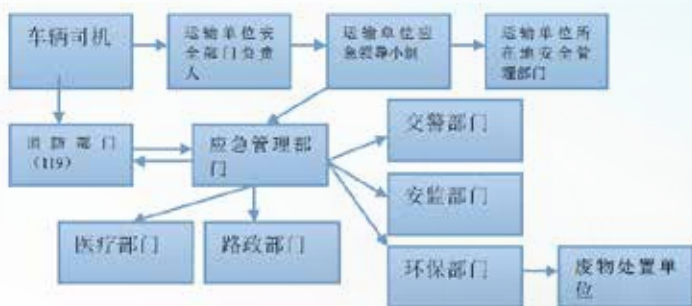 车辆司机
运输单位安
全部门负责
人
运输单位应
急领导小组
运输单位所
在地安全管
理部门
消防部门
（119）
应急管理部
门
交警部门
安监部门
医疗部门
路政部门
环保部门
废物处置单
位